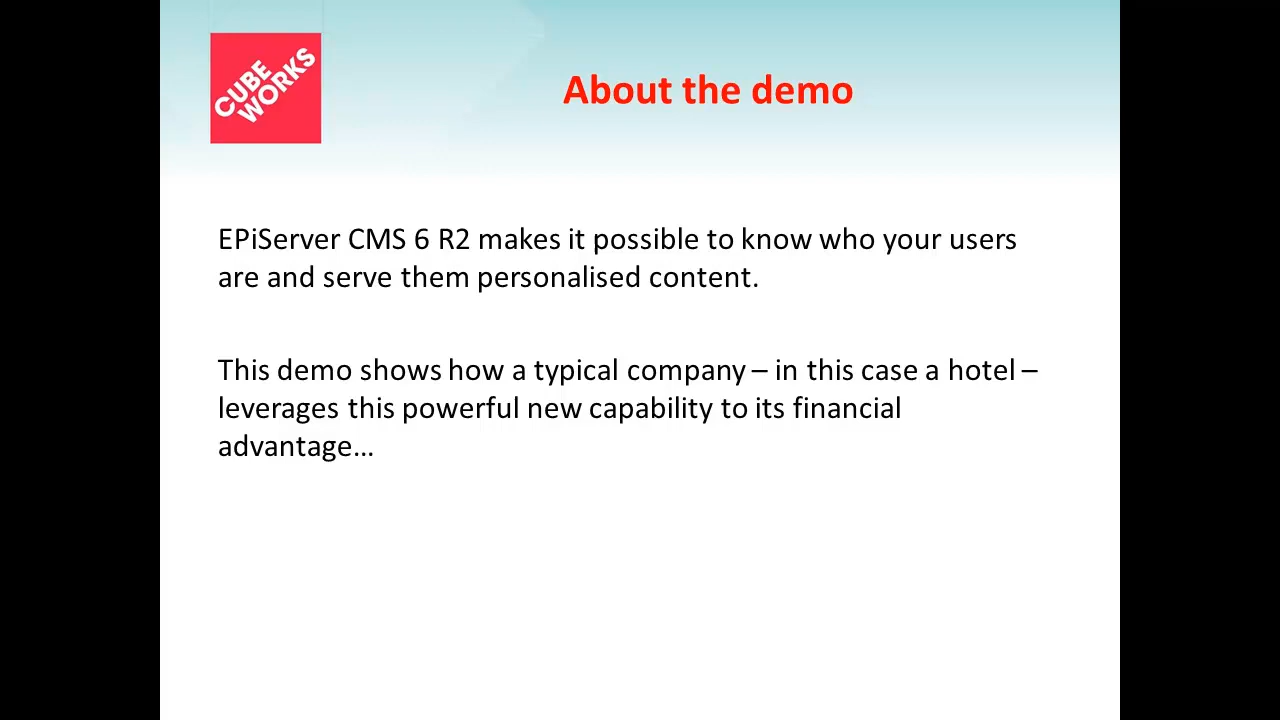 CUBE
WORKS
About the demo
EPiServer CMS 6 R2 makes it possible to know who your users
are and serve them personalised content.
This demo shows how a typical company – in this case a hotel –
leverages this powerful new capability to its financial
advantage…